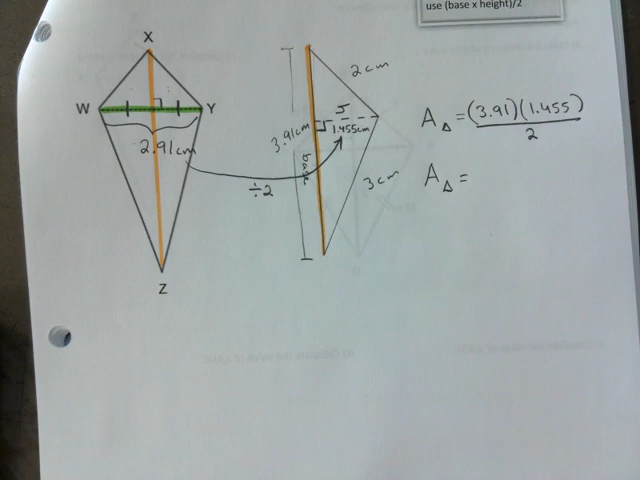 use (base x height)/2
X
W
Y
2.91cm
Z
÷2
2cm
3.91cm
base
1.455cm
3cm
A△ = (3.91)(1.455)
2
A△ =